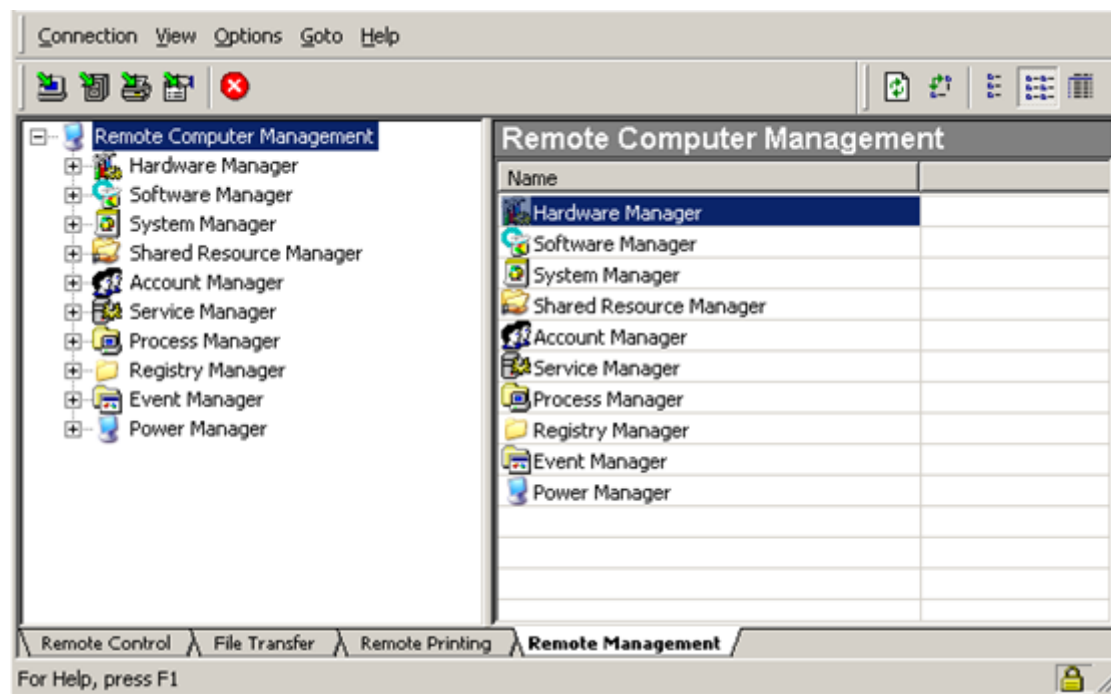 Connection View Options Goto Help
Remote Computer Management
Hardware Manager
Software Manager
System Manager
Shared Resource Manager
Account Manager
Service Manager
Process Manager
Registry Manager
Event Manager
Power Manager
Remote Computer Management
Name
Hardware Manager
Software Manager
System Manager
Shared Resource Manager
Account Manager
Service Manager
Process Manager
Registry Manager
Event Manager
Power Manager
Remote Control File Transfer Remote Printing Remote Management
For Help, press F1